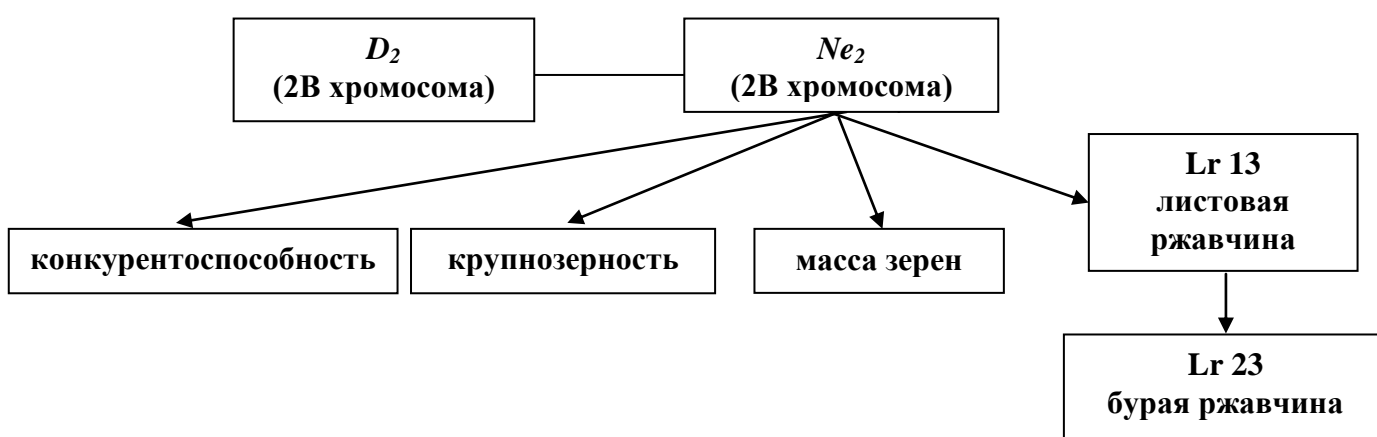 D₂
(2В хромосома)
Ne₂
(2В хромосома)
Lr 13
листовая
ржавчина
конкурентоспособность
крупнозерность
масса зерен
Lr 23
бурая ржавчина